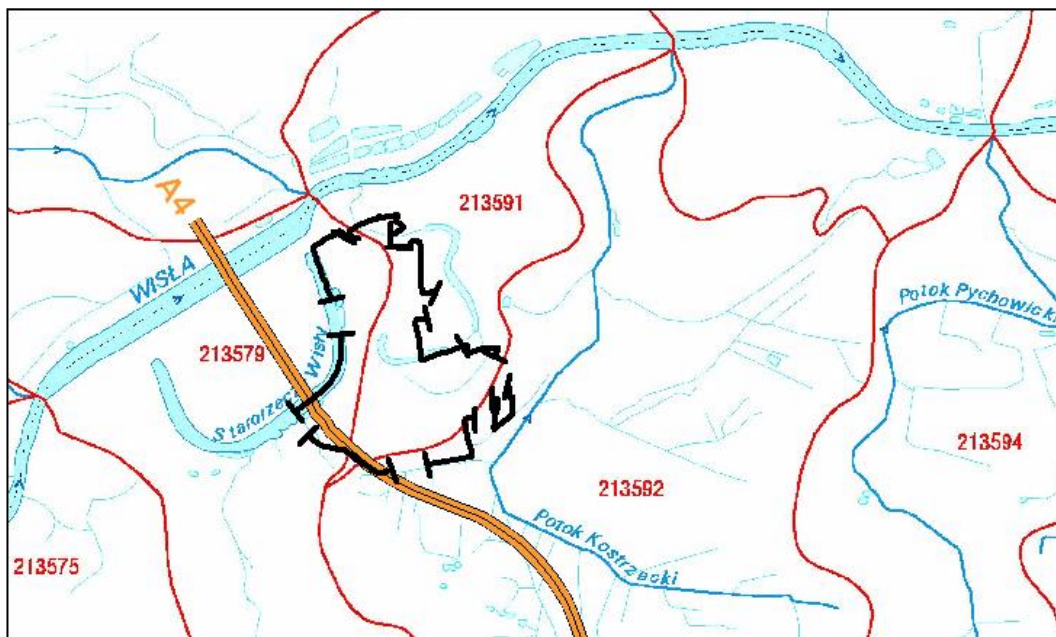 A4
213591
WISŁA
Potok Pychowicki
213579
Starorzecze Wisły
213594
213592
Potok Kostrzecki
213575